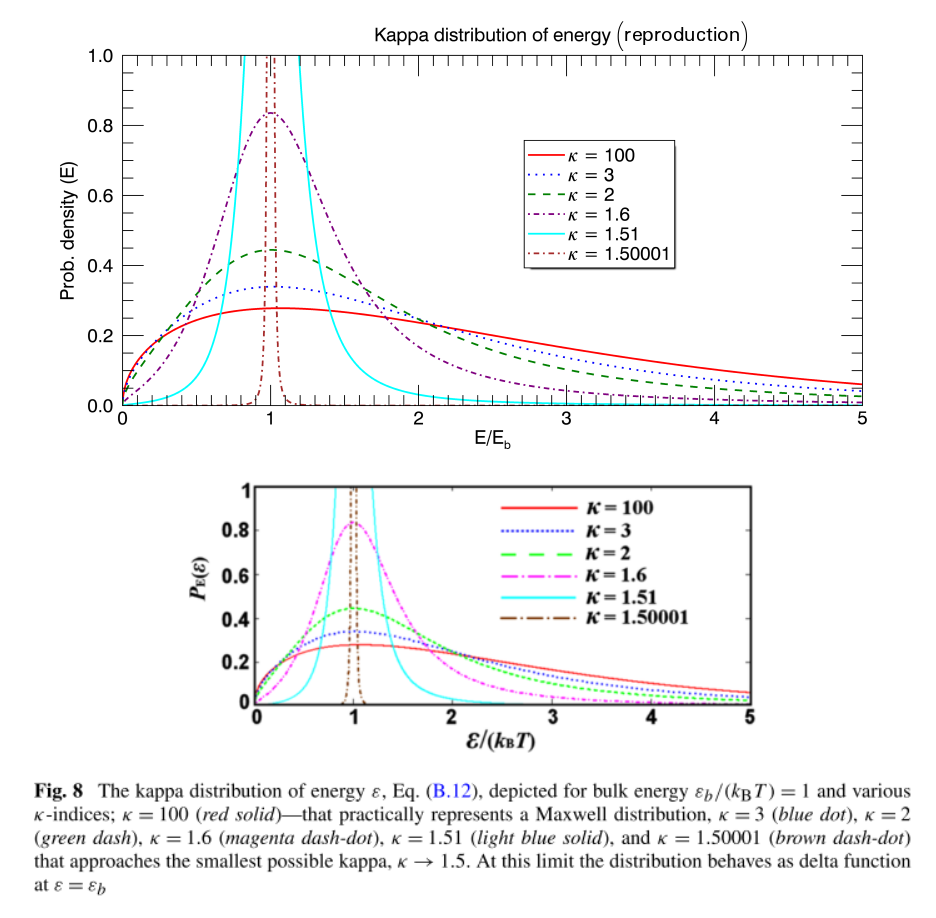 Kappa distribution of energy (reproduction)
1.0
0.8
0.6
0.4
0.2
0.0
Prob. density (E)
κ = 100
κ = 3
κ = 2
κ = 1.6
κ = 1.51
κ = 1.50001
0 1 2 3 4 5
E/E_b
1
0.8
0.6
0.4
0.2
0
P_E(ε)
κ = 100
κ = 3
κ = 2
κ = 1.6
κ = 1.51
κ = 1.50001
0 1 2 3 4 5
ε/(k_BT)
Fig. 8 The kappa distribution of energy ε, Eq. (B.12), depicted for bulk energy ε_b/(k_BT) = 1 and various
κ-indices; κ = 100 (red solid)—that practically represents a Maxwell distribution, κ = 3 (blue dot), κ = 2
(green dash), κ = 1.6 (magenta dash-dot), κ = 1.51 (light blue solid), and κ = 1.50001 (brown dash-dot)
that approaches the smallest possible kappa, κ → 1.5. At this limit the distribution behaves as delta function
at ε = ε_b